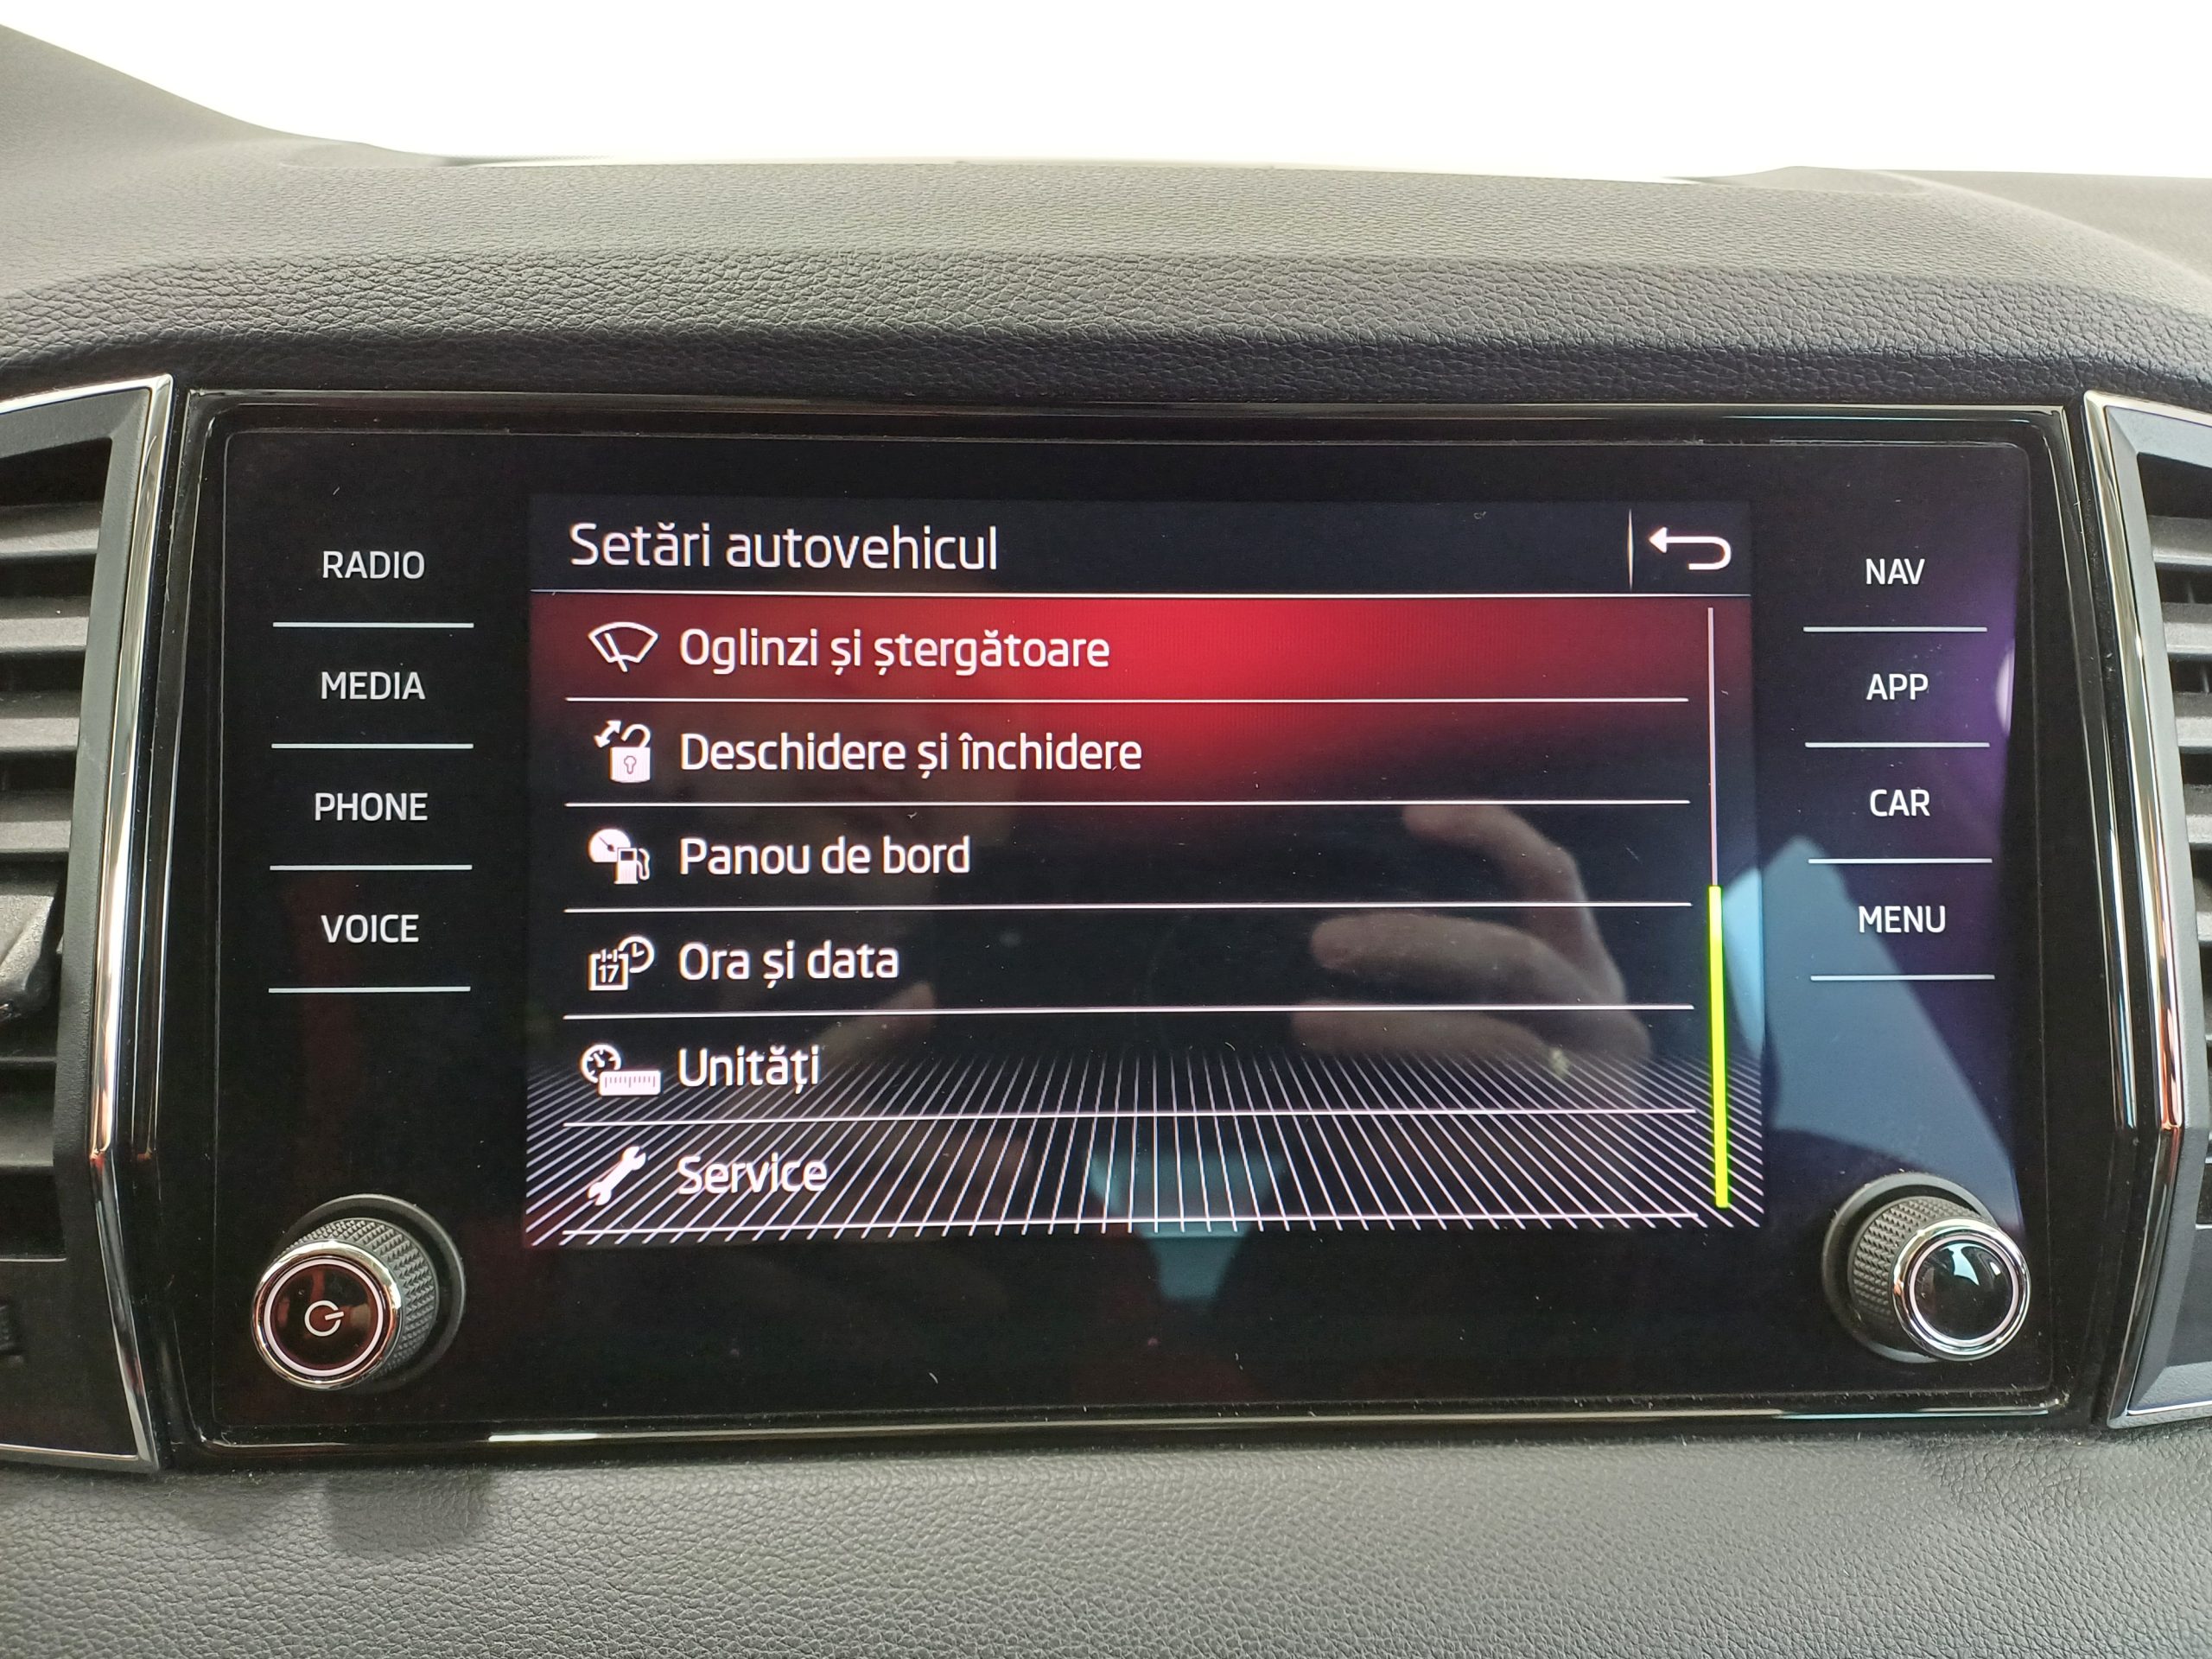 Setări autovehicul
RADIO
MEDIA
PHONE
VOICE
Oglinzi și ștergătoare
Deschidere și închidere
Panou de bord
17
Ora și data
Unități
Service
NAV
APP
CAR
MENU